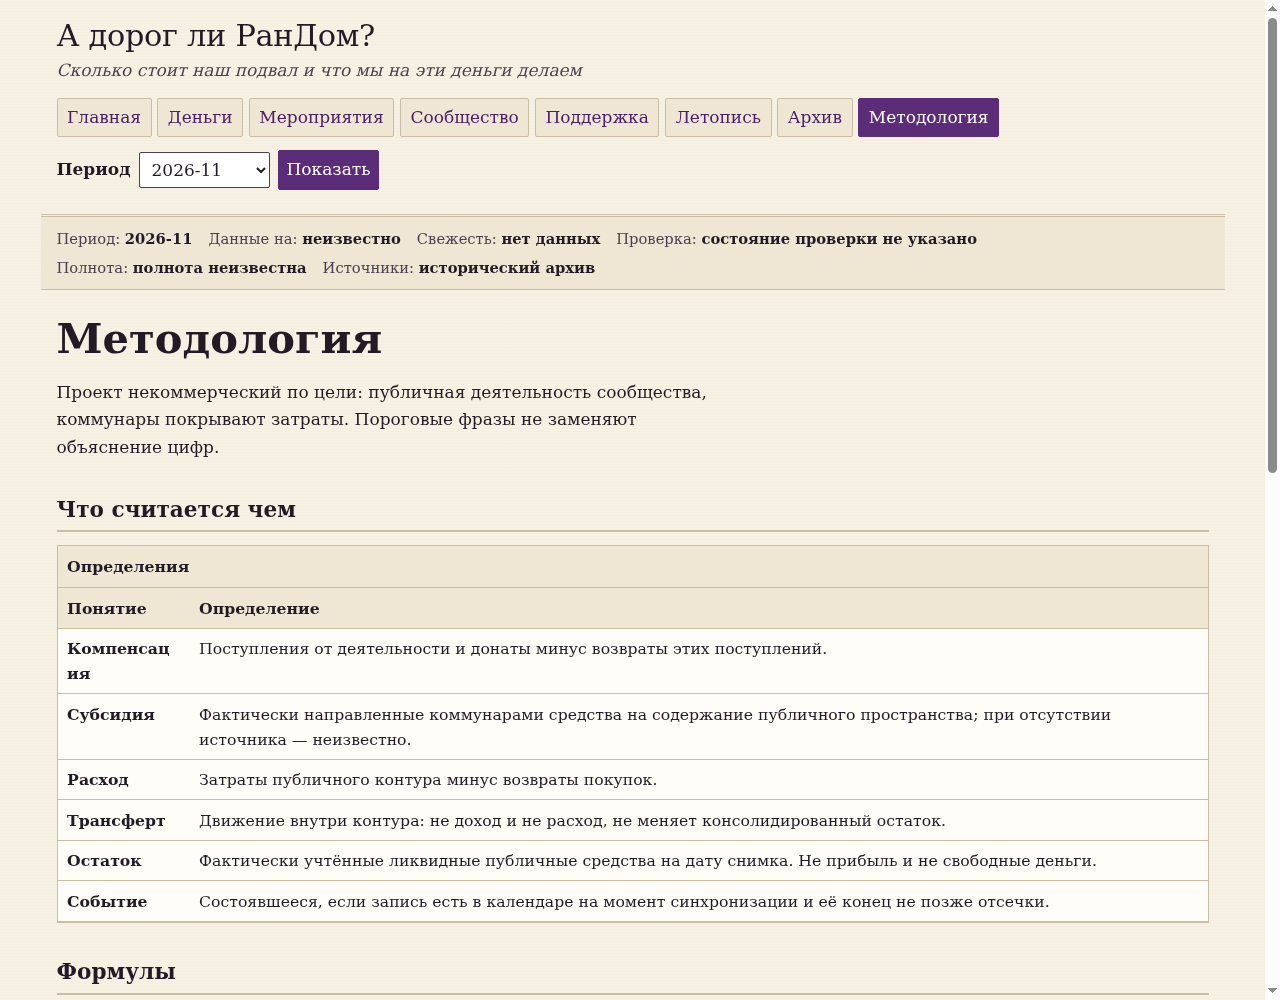 А дорог ли РанДом?
Сколько стоит наш подвал и что мы на эти деньги делаем
Главная Деньги Мероприятия Сообщество Поддержка Летопись Архив Методология
Период 2026-11 Показать
Период: 2026-11 Данные на: неизвестно Свежесть: нет данных Проверка: состояние проверки не указано
Полнота: полнота неизвестна Источники: исторический архив
Методология
Проект некоммерческий по цели: публичная деятельность сообщества,
коммунары покрывают затраты. Пороговые фразы не заменяют
объяснение цифр.
Что считается чем
Определения
Понятие Определение
Компенсац Поступления от деятельности и донаты минус возвраты этих поступлений.
ия
Субсидия Фактически направленные коммунарами средства на содержание публичного пространства; при отсутствии
источника — неизвестно.
Расход Затраты публичного контура минус возвраты покупок.
Трансферт Движение внутри контура: не доход и не расход, не меняет консолидированный остаток.
Остаток Фактически учтённые ликвидные публичные средства на дату снимка. Не прибыль и не свободные деньги.
Событие Состоявшееся, если запись есть в календаре на момент синхронизации и её конец не позже отсечки.
Формулы